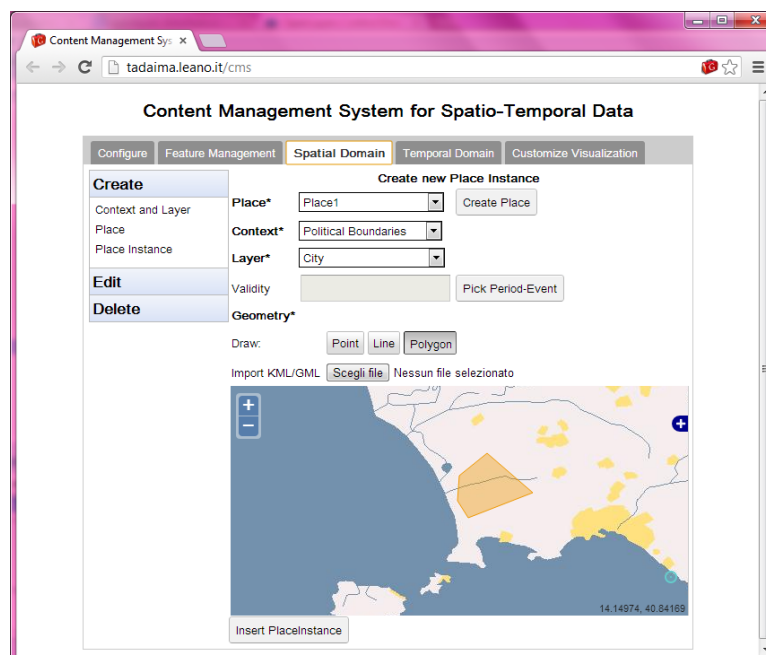 Content Management Sys ×
tadaima.leano.it/cms
Content Management System for Spatio-Temporal Data
Configure Feature Management Spatial Domain Temporal Domain Customize Visualization
Create
Context and Layer
Place
Place Instance
Edit
Delete
Create new Place Instance
Place* Place1 Create Place
Context* Political Boundaries
Layer* City
Validity Pick Period-Event
Geometry*
Draw: Point Line Polygon
Import KML/GML Scegli file Nessun file selezionato
+
−
+
14.14974, 40.84169
Insert PlaceInstance